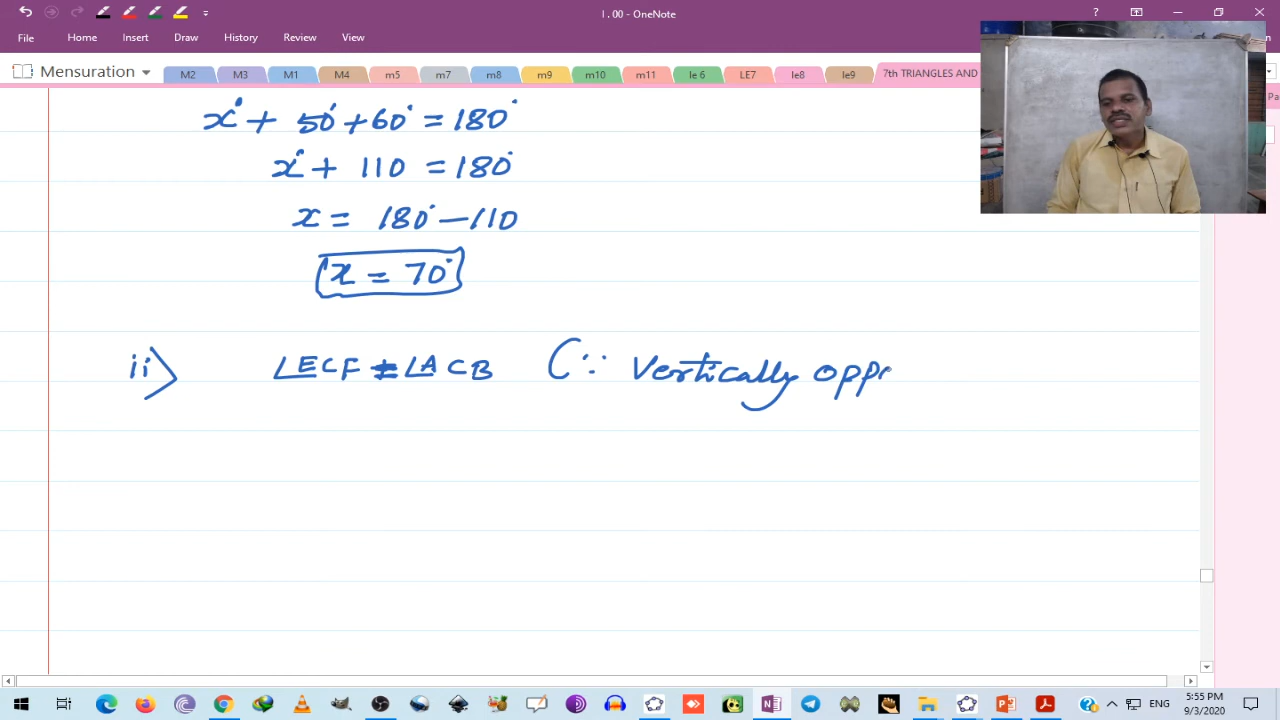 1.00 - OneNote
File Home Insert Draw History Review View
Mensuration M2 M3 M1 M4 m5 m7 m8 m9 m10 m11 le 6 LE7 le8 le9 7th TRIANGLES AND
x° + 50° + 60° = 180°
x° + 110 = 180°
x = 180° - 110
x = 70°
ii) ∠ECF = ∠ACB (∵ Vertically oppo
ENG
5:55 PM
9/3/2020